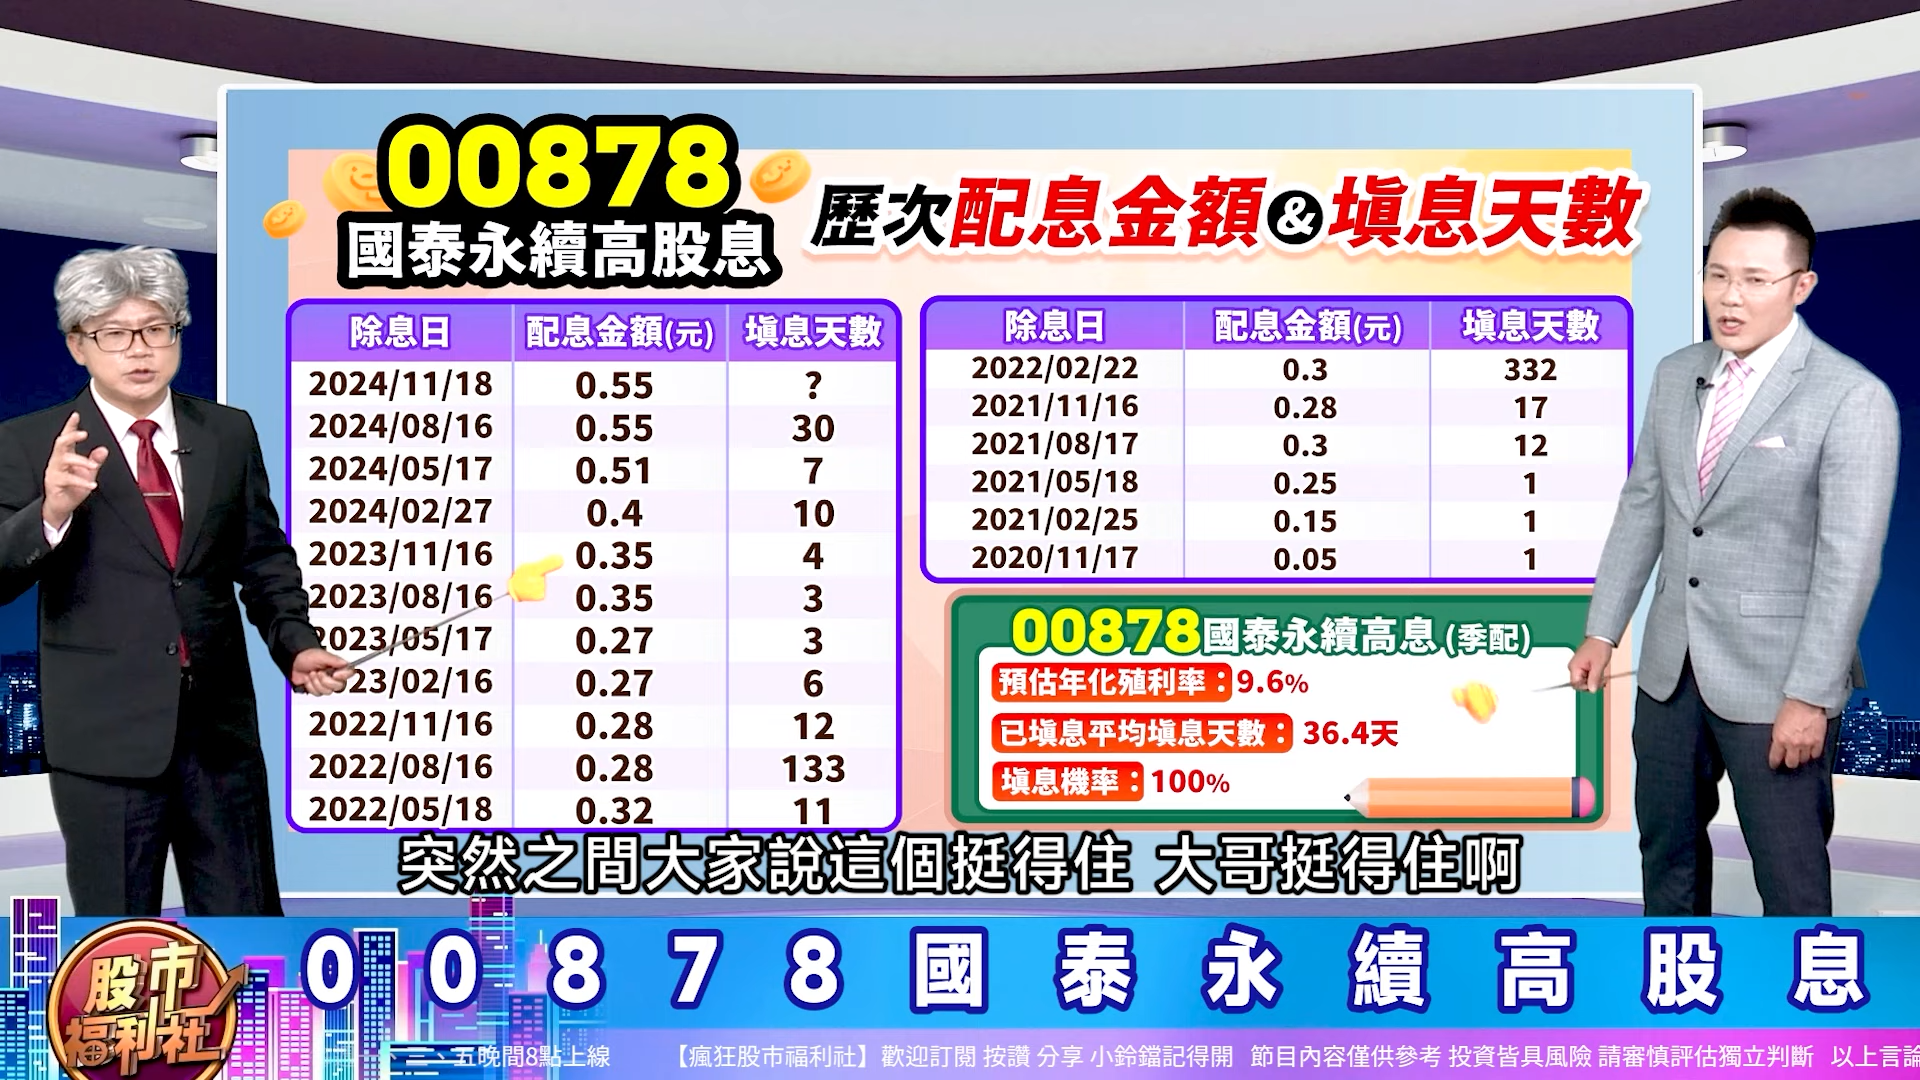 00878
國泰永續高股息
歷次配息金額&填息天數
除息日 配息金額(元) 填息天數
2024/11/18 0.55 ?
2024/08/16 0.55 30
2024/05/17 0.51 7
2024/02/27 0.4 10
2023/11/16 0.35 4
2023/08/16 0.35 3
2023/05/17 0.27 3
2023/02/16 0.27 6
2022/11/16 0.28 12
2022/08/16 0.28 133
2022/05/18 0.32 11
除息日 配息金額(元) 填息天數
2022/02/22 0.3 332
2021/11/16 0.28 17
2021/08/17 0.3 12
2021/05/18 0.25 1
2021/02/25 0.15 1
2020/11/17 0.05 1
00878國泰永續高息(季配)
預估年化殖利率：9.6%
已填息平均填息天數：36.4天
填息機率：100%
突然之間大家說這個挺得住 大哥挺得住啊
股市
福利社
00878國泰永續高股息
、三、五晚間8點上線 【瘋狂股市福利社】歡迎訂閱 按讚 分享 小鈴鐺記得開 節目內容僅供參考 投資皆具風險 請審慎評估獨立判斷 以上言論